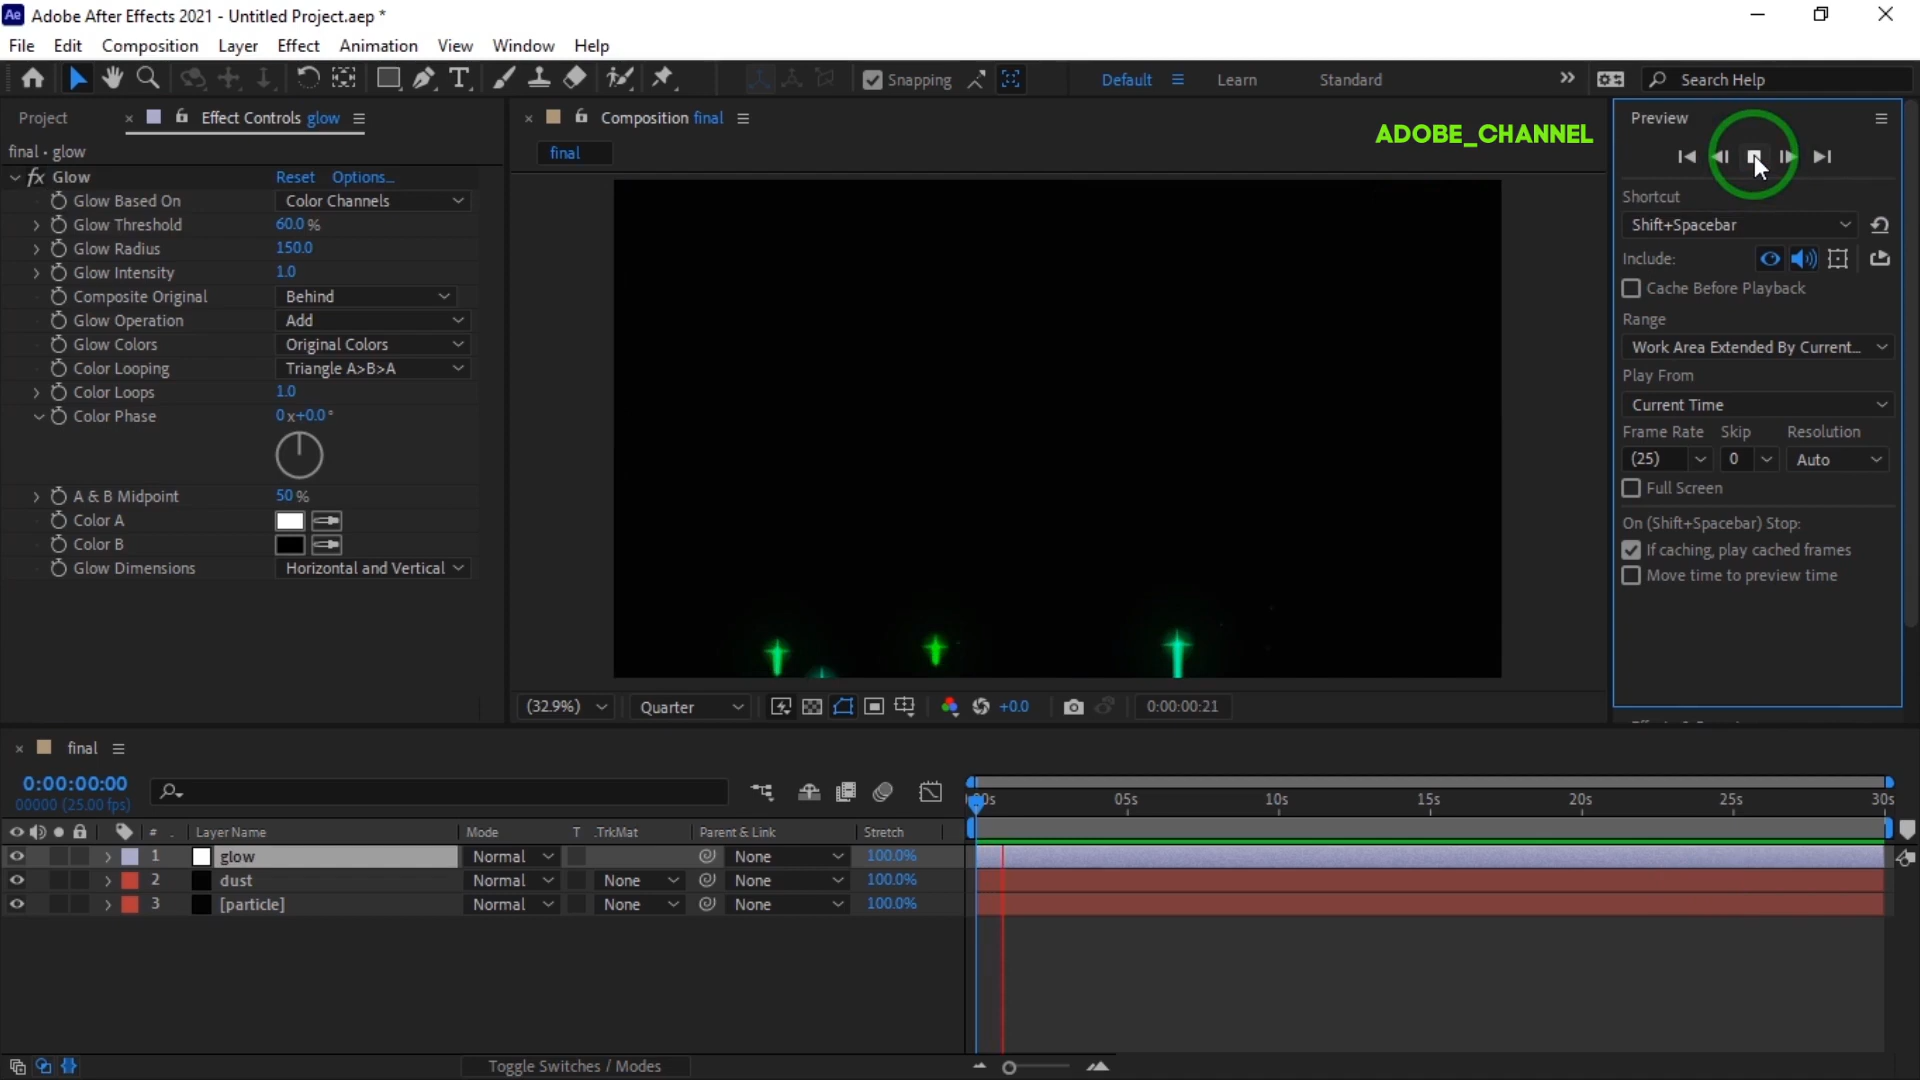 Ae Adobe After Effects 2021 - Untitled Project.aep *
File Edit Composition Layer Effect Animation View Window Help
Snapping Default Learn Standard Search Help
Project Effect Controls glow
Composition final
ADOBE_CHANNEL
Preview
final • glow
final
fx Glow Reset Options...
Glow Based On Color Channels
Glow Threshold 60.0 %
Glow Radius 150.0
Glow Intensity 1.0
Composite Original Behind
Glow Operation Add
Glow Colors Original Colors
Color Looping Triangle A>B>A
Color Loops 1.0
Color Phase 0 x+0.0 °
A & B Midpoint 50 %
Color A
Color B
Glow Dimensions Horizontal and Vertical
Shortcut
Shift+Spacebar
Include:
Cache Before Playback
Range
Work Area Extended By Current...
Play From
Current Time
Frame Rate Skip Resolution
(25) 0 Auto
Full Screen
On (Shift+Spacebar) Stop:
If caching, play cached frames
Move time to preview time
(32.9%) Quarter +0.0 0:00:00:21
final
0:00:00:00
00000 (25.00 fps)
05s 10s 15s 20s 25s 30s
# Layer Name Mode T .TrkMat Parent & Link Stretch
1 glow Normal None 100.0%
2 dust Normal None None 100.0%
3 [particle] Normal None None 100.0%
Toggle Switches / Modes